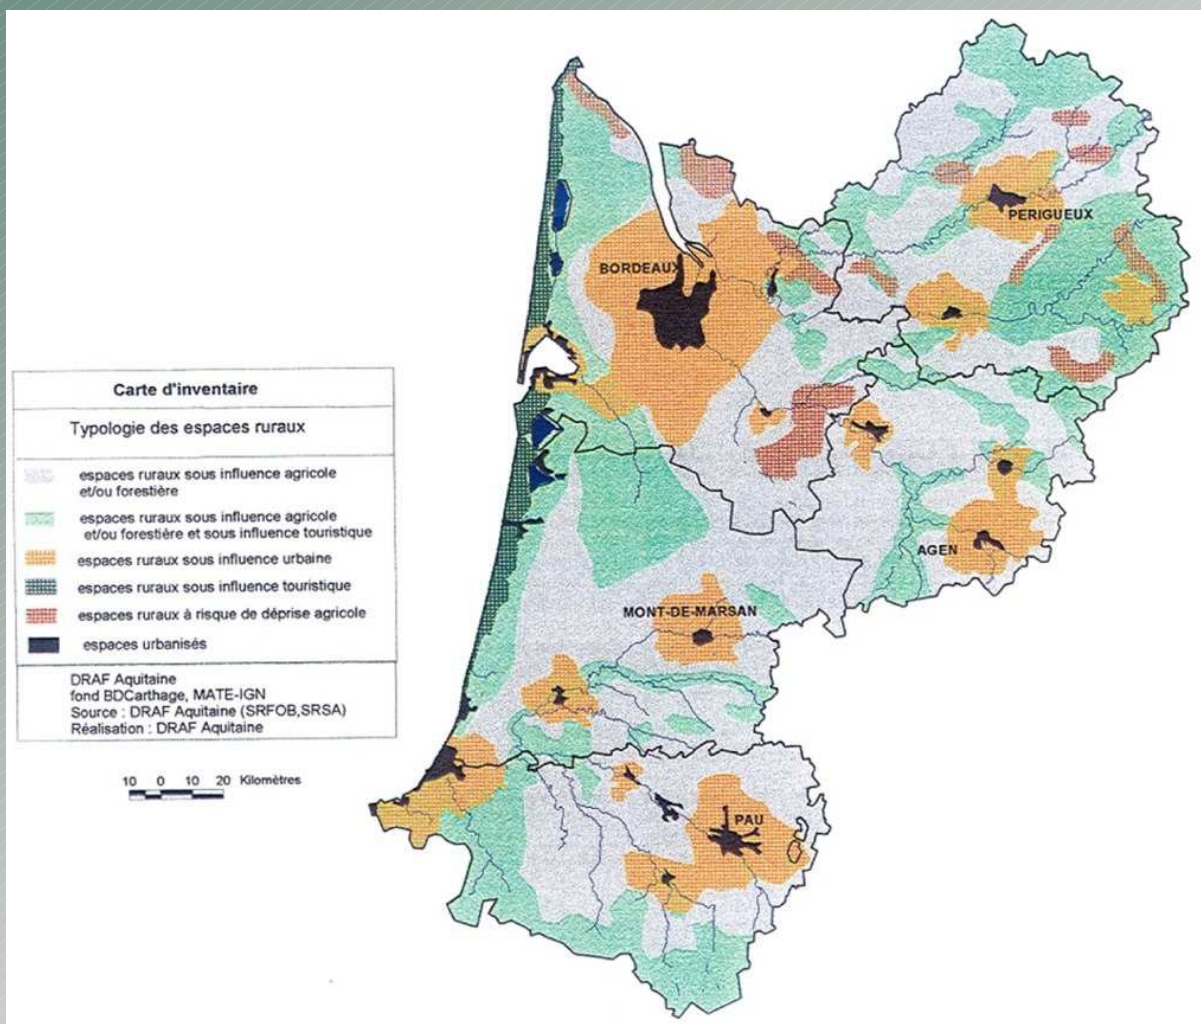 Carte d'inventaire
Typologie des espaces ruraux
espaces ruraux sous influence agricole
et/ou forestière
espaces ruraux sous influence agricole
et/ou forestière et sous influence touristique
espaces ruraux sous influence urbaine
espaces ruraux sous influence touristique
espaces ruraux à risque de déprise agricole
espaces urbanisés
DRAF Aquitaine
fond BDCarthage, MATE-IGN
Source : DRAF Aquitaine (SRFOB,SRSA)
Réalisation : DRAF Aquitaine
10 0 10 20 Kilomètres
PERIGUEUX
BORDEAUX
AGEN
MONT-DE-MARSAN
PAU